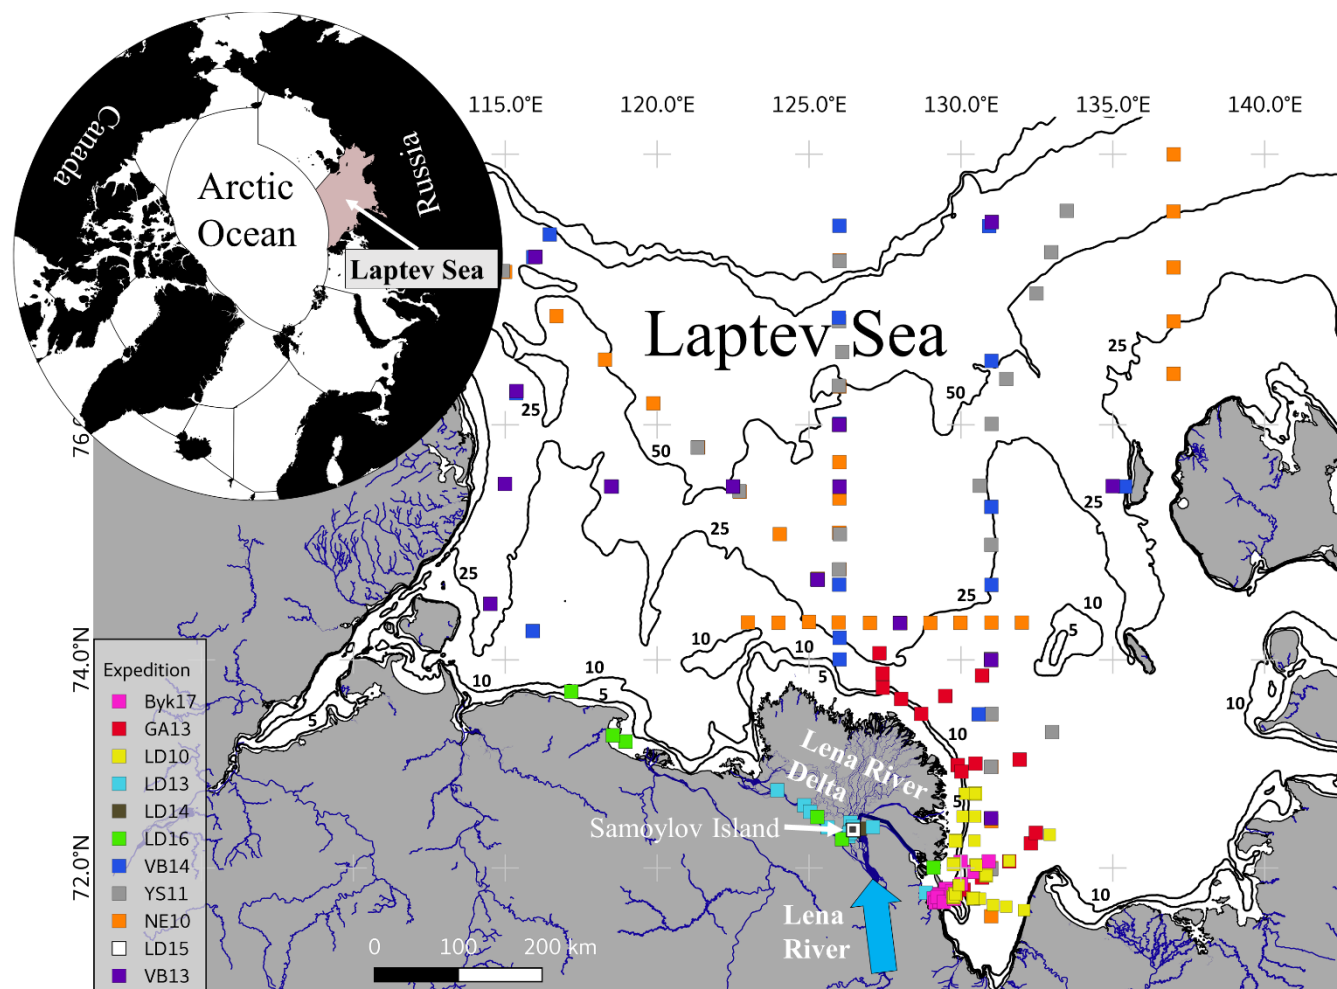 115.0°E 120.0°E 125.0°E 130.0°E 135.0°E 140.0°E
Canada
Russia
Arctic
Ocean
Laptev Sea
Laptev Sea
25
50
25
50
25
25
25
25
10
5
10
10
5
10
5
10
5
10
5
10
10
74.0°N
72.0°N
Lena River
Delta
Samoylov Island
Lena
River
0 100 200 km
Expedition
Byk17
GA13
LD10
LD13
LD14
LD16
VB14
YS11
NE10
LD15
VB13